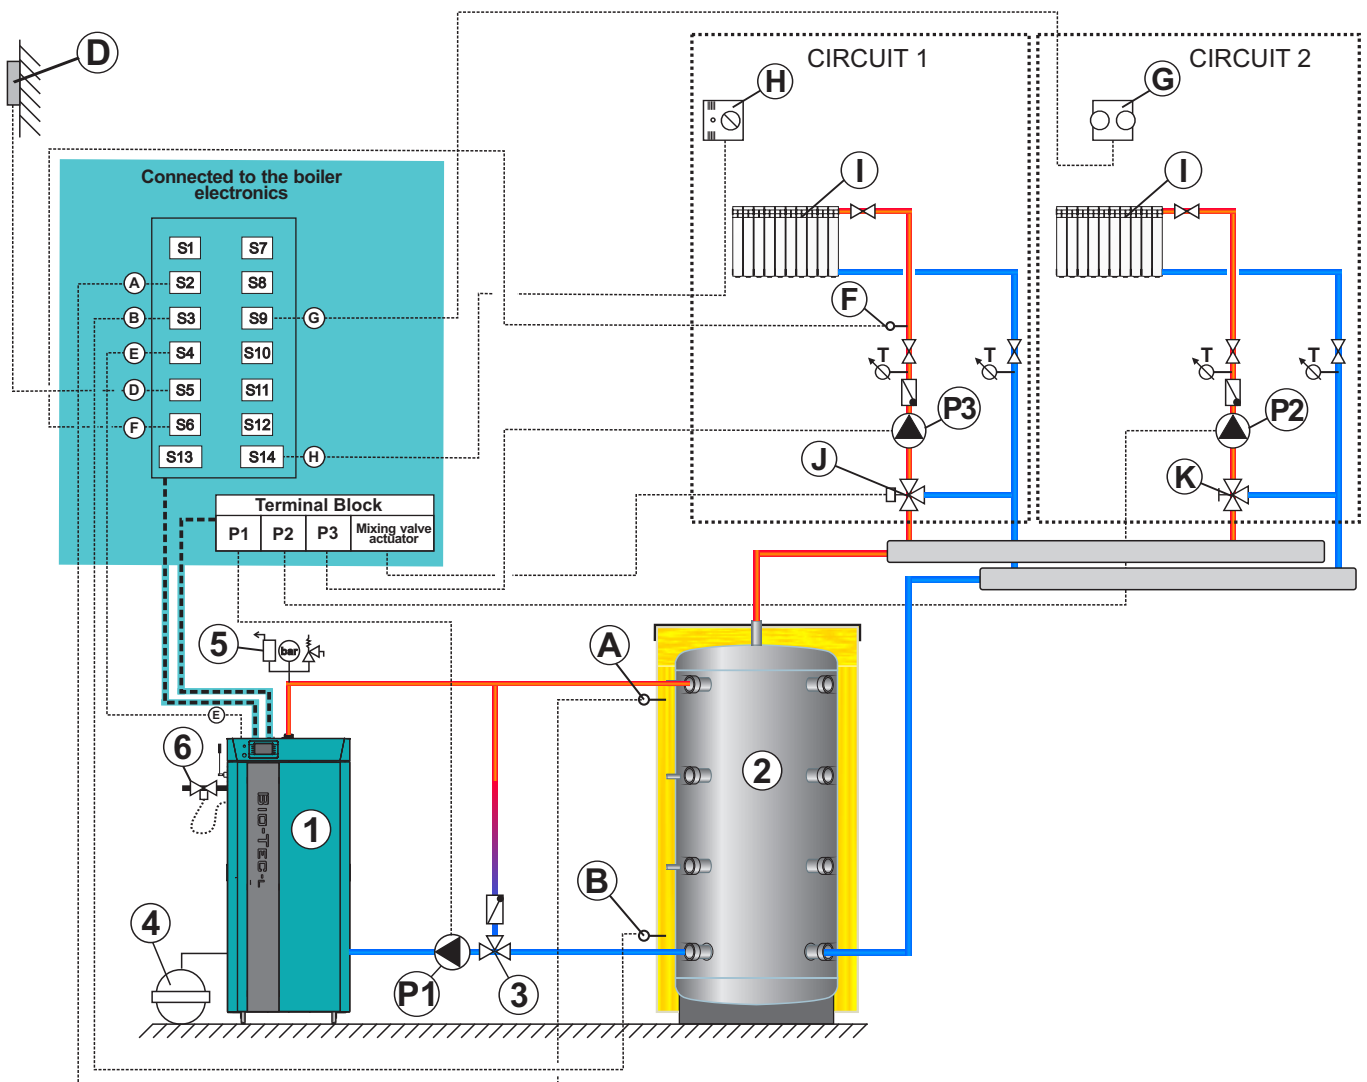 D
CIRCUIT 1
CIRCUIT 2
H
G
Connected to the boiler
electronics
I
I
S1
S7
A
S2
S8
B
S3
S9
G
F
E
S4
S10
T
T
T
T
D
S5
S11
F
S6
S12
P3
P2
S13
S14
H
J
K
Terminal Block
P1
P2
P3
Mixing valve
actuator
5
bar
A
E
6
2
BIO-TEC-L
1
B
4
P1
3